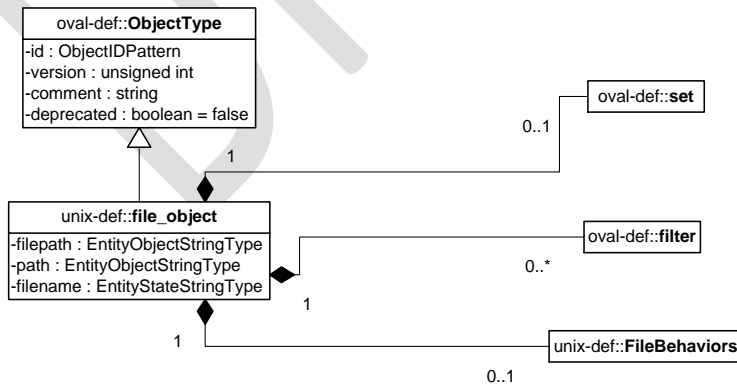 oval-def::ObjectType
-id : ObjectIDPattern
-version : unsigned int
-comment : string
-deprecated : boolean = false
oval-def::set
0..1
1
unix-def::file_object
-filepath : EntityObjectStringType
-path : EntityObjectStringType
-filename : EntityStateStringType
oval-def::filter
0..*
1
1
unix-def::FileBehaviors
0..1